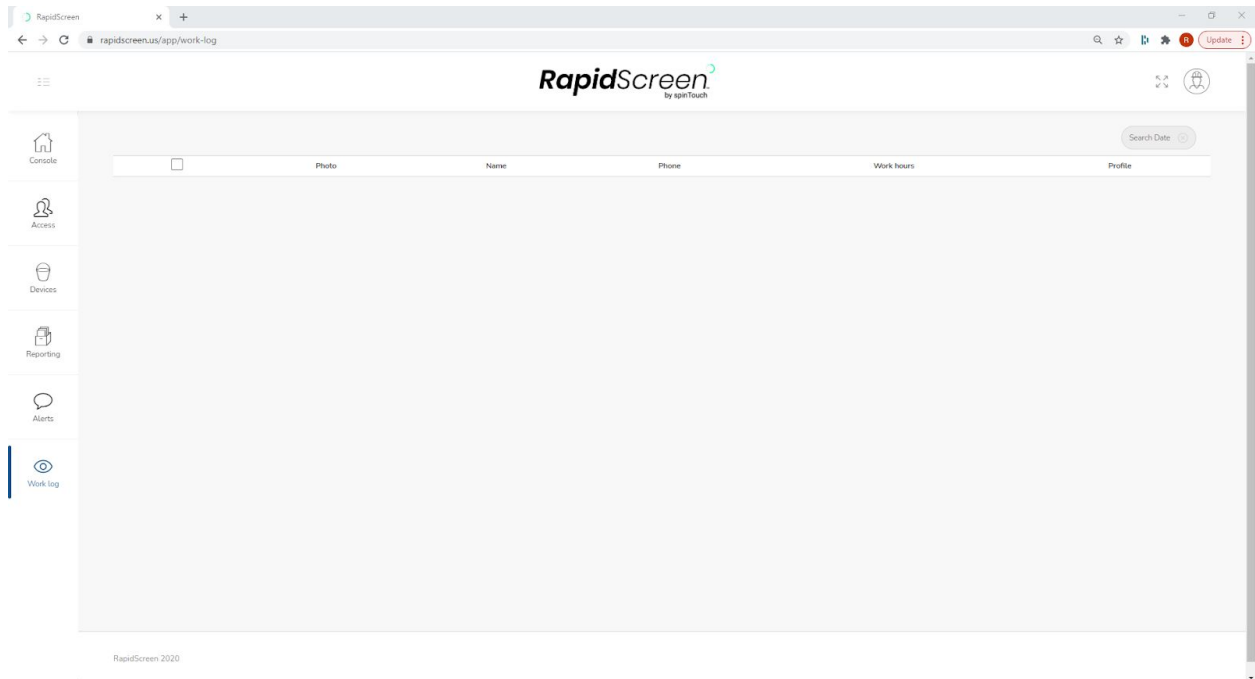 RapidScreen
rapidscreen.us/app/work-log
R
Update
RapidScreen
by spinTouch
Console
Access
Devices
Reporting
Alerts
Work log
Search Date
Photo Name Phone Work hours Profile
RapidScreen 2020